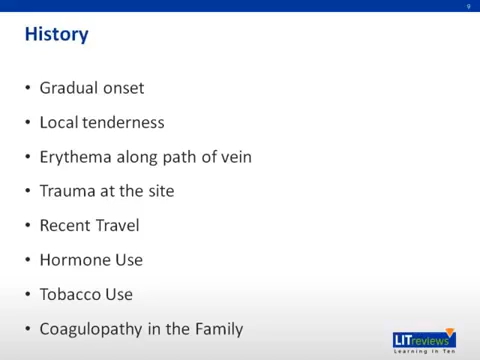 9
History
• Gradual onset
• Local tenderness
• Erythema along path of vein
• Trauma at the site
• Recent Travel
• Hormone Use
• Tobacco Use
• Coagulopathy in the Family
LITreviews
Learning in Ten